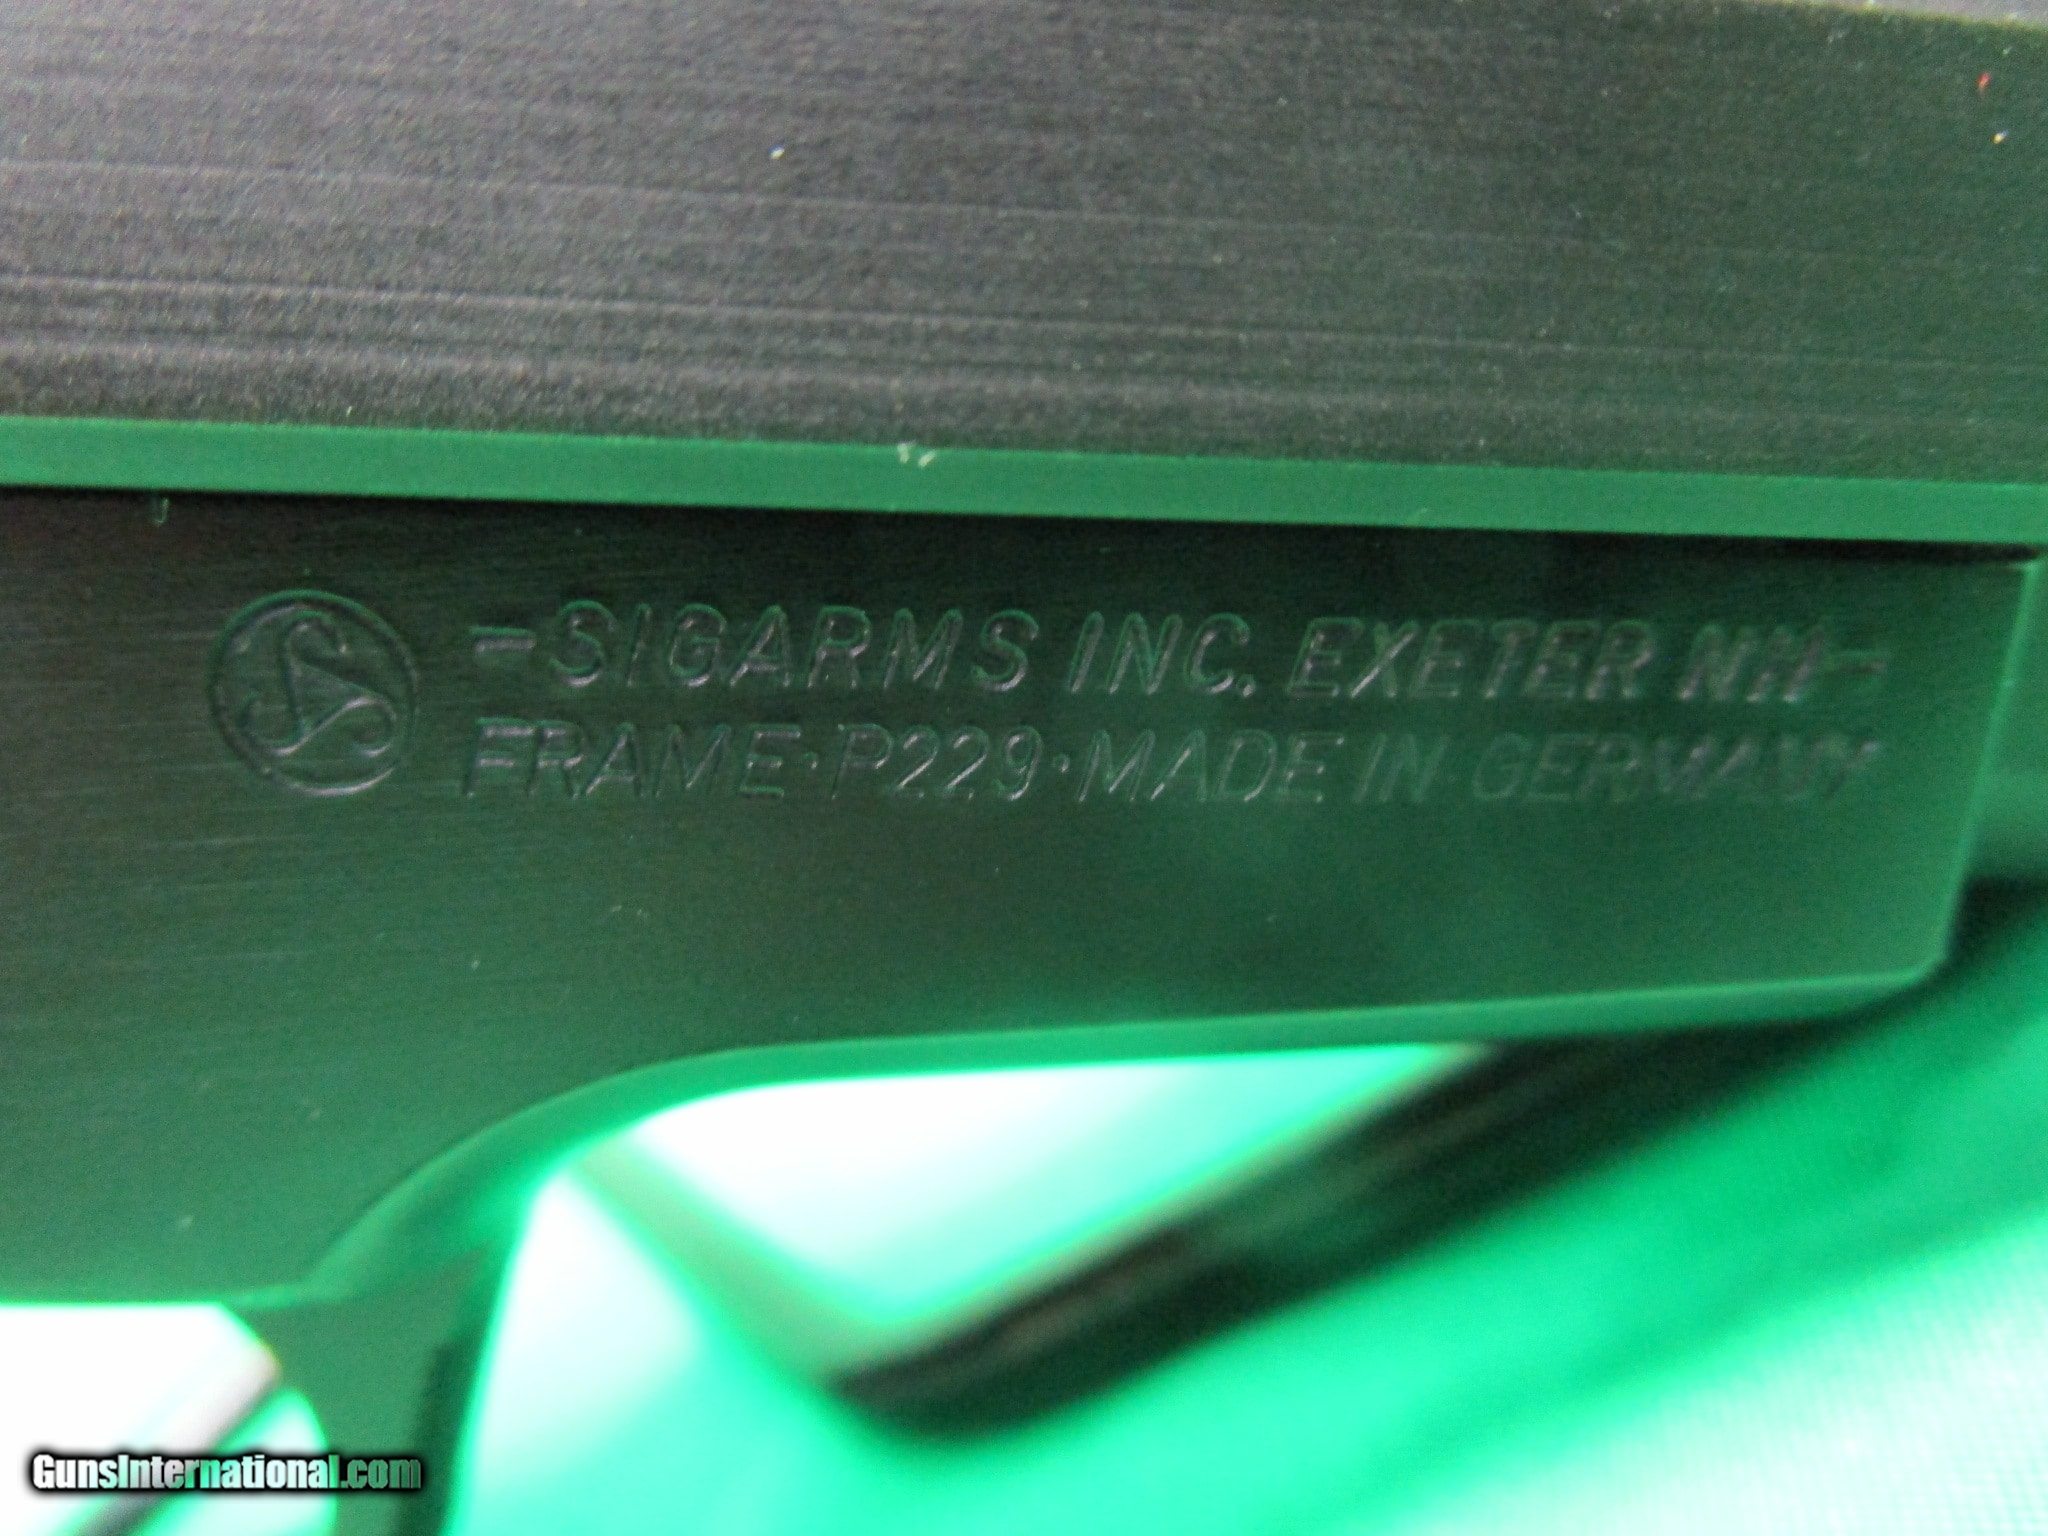 -SIGARMS INC. EXETER NH-
FRAME·P229·MADE IN GERMANY
GunsInternational.com